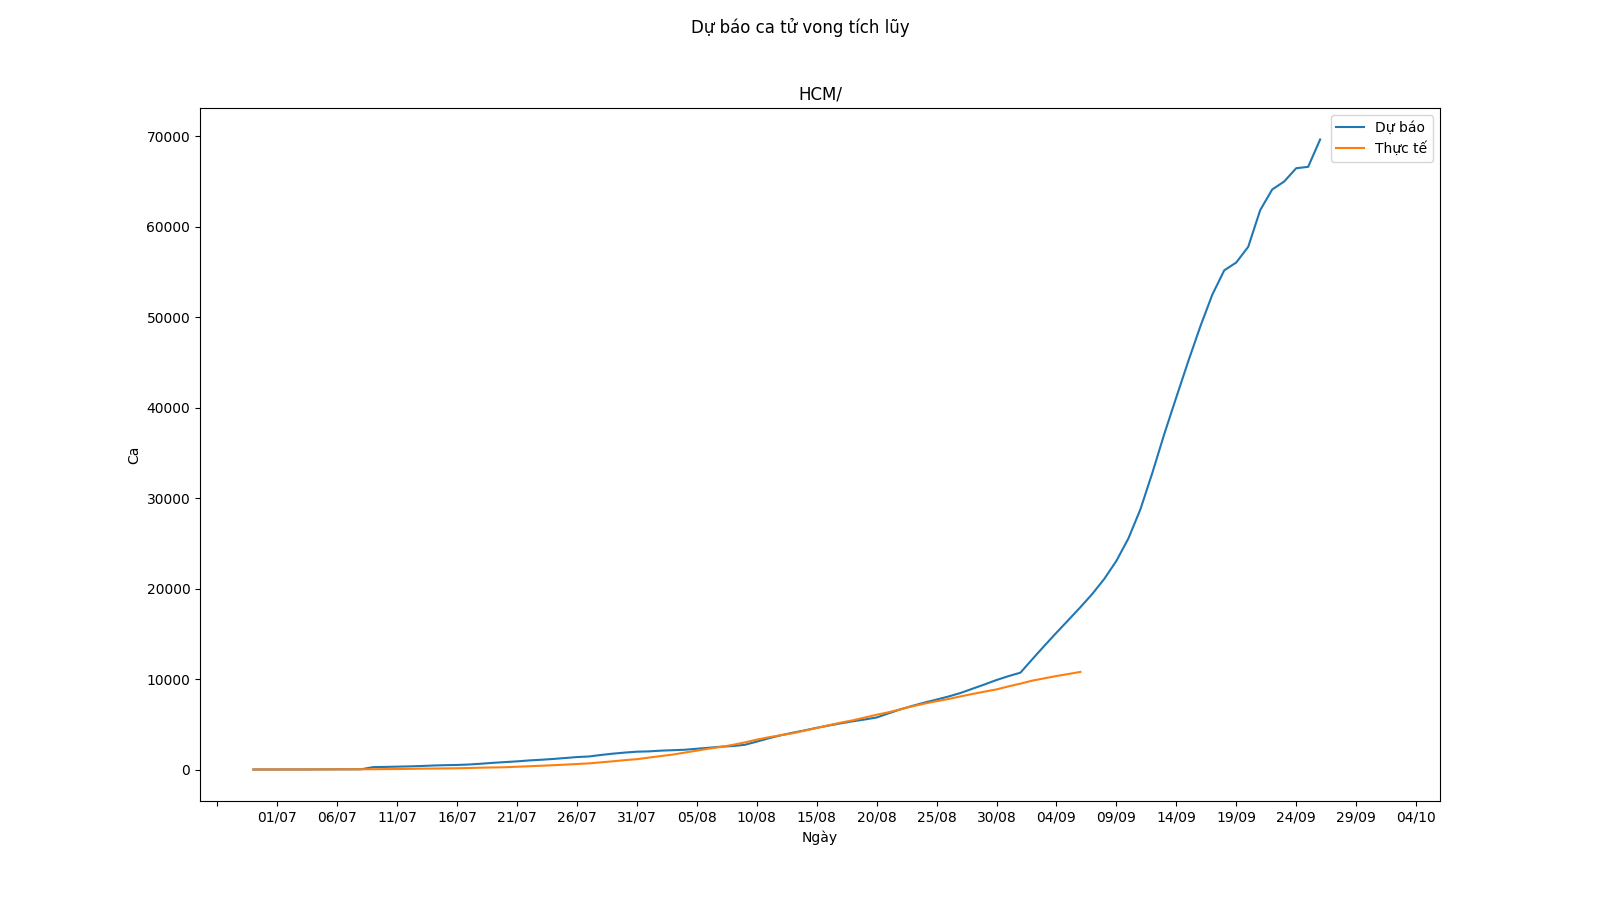 Dự báo ca tử vong tích lũy
HCM/
Dự báo
Thực tế
70000
60000
50000
40000
30000
20000
10000
0
Ca
01/07 06/07 11/07 16/07 21/07 26/07 31/07 05/08 10/08 15/08 20/08 25/08 30/08 04/09 09/09 14/09 19/09 24/09 29/09 04/10
Ngày